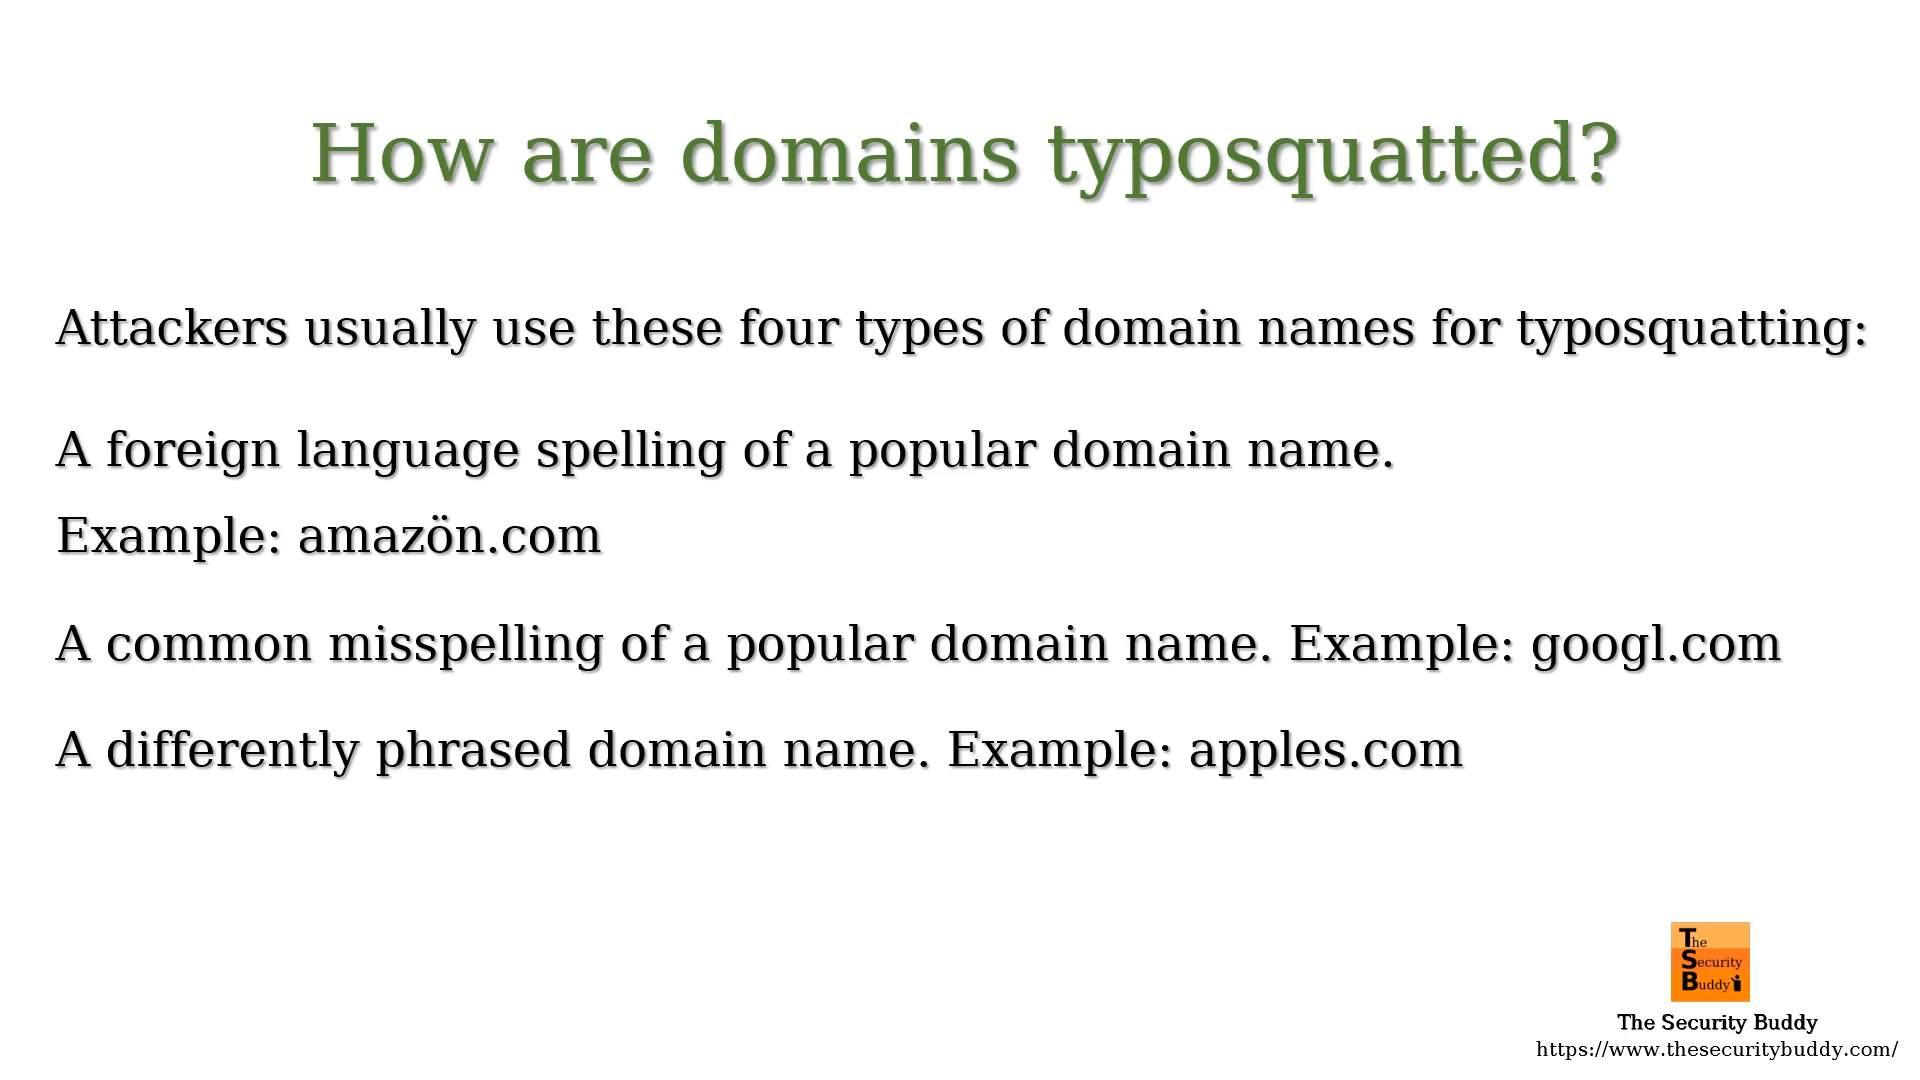 How are domains typosquatted?
Attackers usually use these four types of domain names for typosquatting:
A foreign language spelling of a popular domain name.
Example: amazön.com
A common misspelling of a popular domain name. Example: googl.com
A differently phrased domain name. Example: apples.com
The
Security
Buddy
The Security Buddy
https://www.thesecuritybuddy.com/